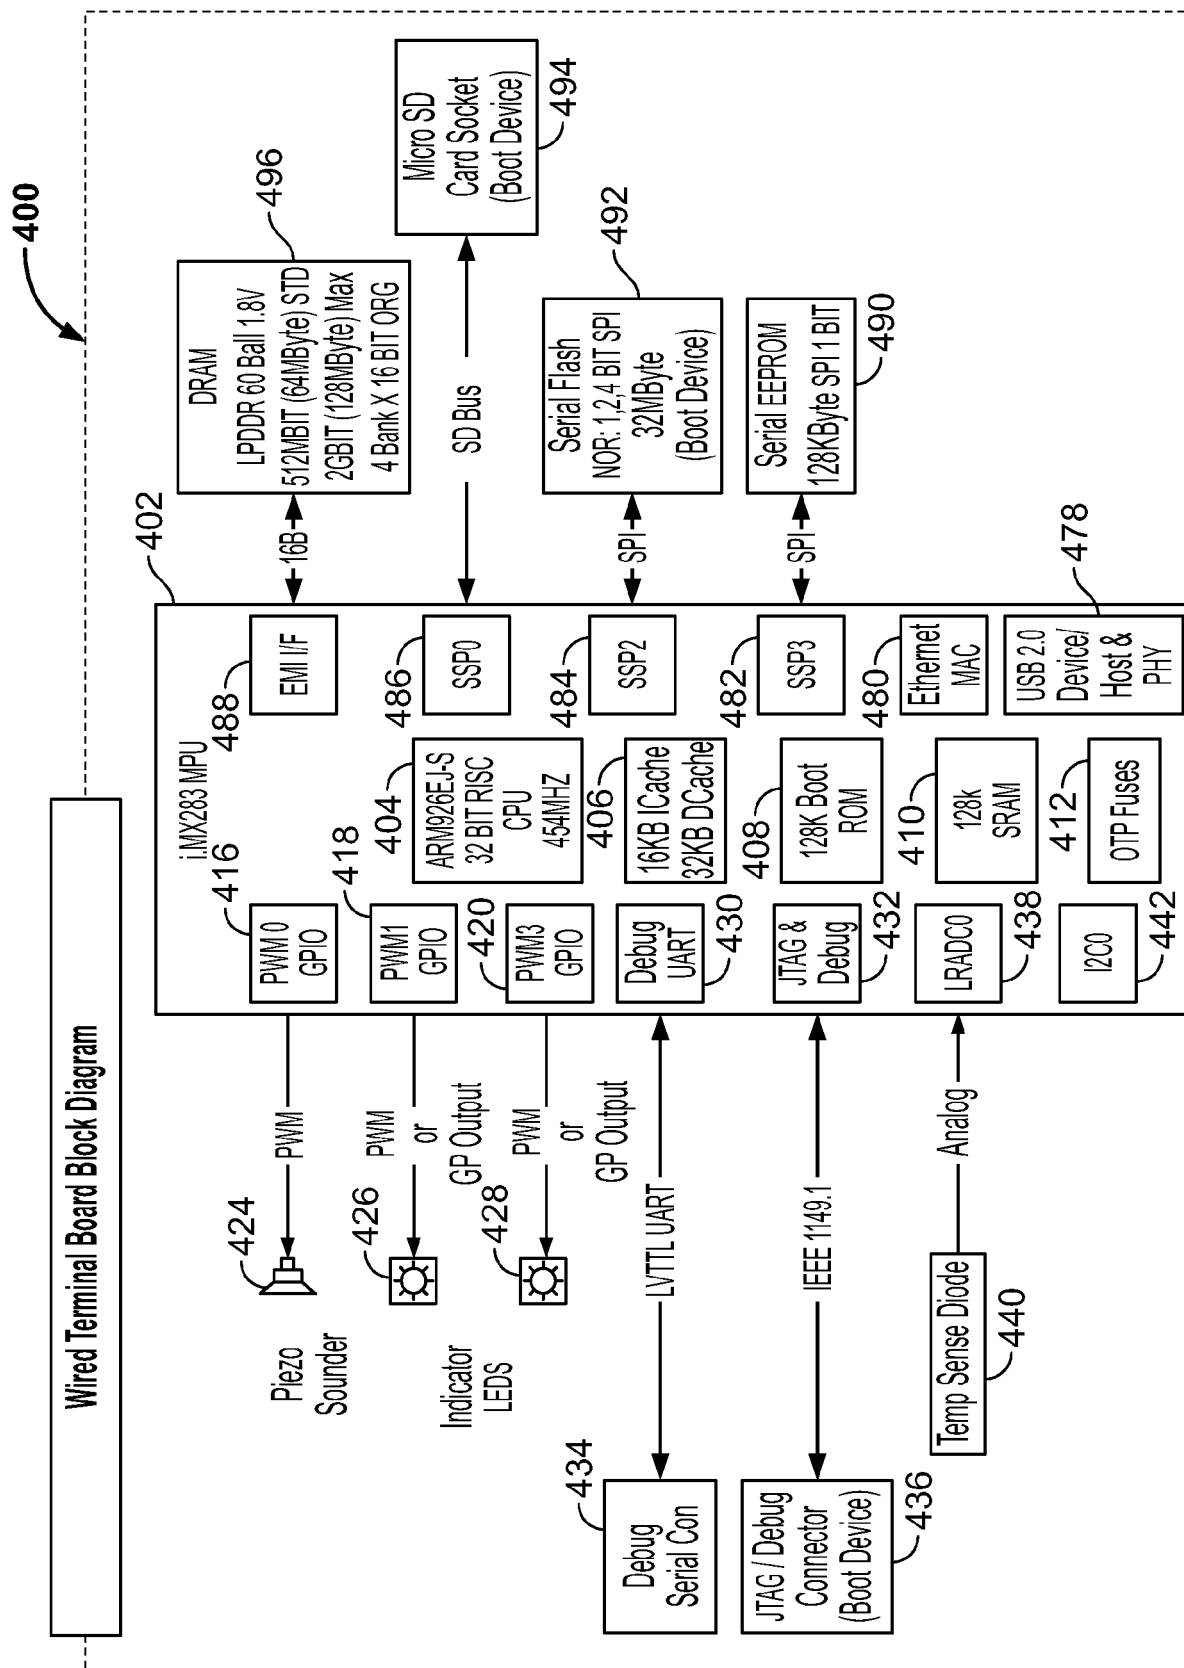 Wired Terminal Board Block Diagram
400
402
i.MX283 MPU
Piezo
Sounder
424
PWM
416
PWM 0
GPIO
488
EMI I/F
16B
DRAM
LPDDR 60 Ball 1.8V
512MBIT (64MByte) STD
2GBIT (128MByte) Max
4 Bank X 16 BIT ORG
496
Indicator
LEDS
426
PWM
or
GP Output
418
PWM1
GPIO
404
ARM926EJ-S
32 BIT RISC
CPU
454MHZ
486
SSP0
SD Bus
Micro SD
Card Socket
(Boot Device)
494
428
PWM
or
GP Output
420
PWM3
GPIO
434
Debug
Serial Con
LVTTL UART
Debug
UART
430
406
16KB ICache
32KB DCache
484
SSP2
SPI
Serial Flash
NOR: 1,2,4 BIT SPI
32MByte
(Boot Device)
492
JTAG / Debug
Connector
(Boot Device)
436
IEEE 1149.1
JTAG &
Debug
432
408
128K Boot
ROM
482
SSP3
SPI
Serial EEPROM
128KByte SPI 1 BIT
490
Temp Sense Diode
440
Analog
LRADC0
438
410
128k
SRAM
480
Ethernet
MAC
I2C0
442
412
OTP Fuses
USB 2.0
Device/
Host &
PHY
478